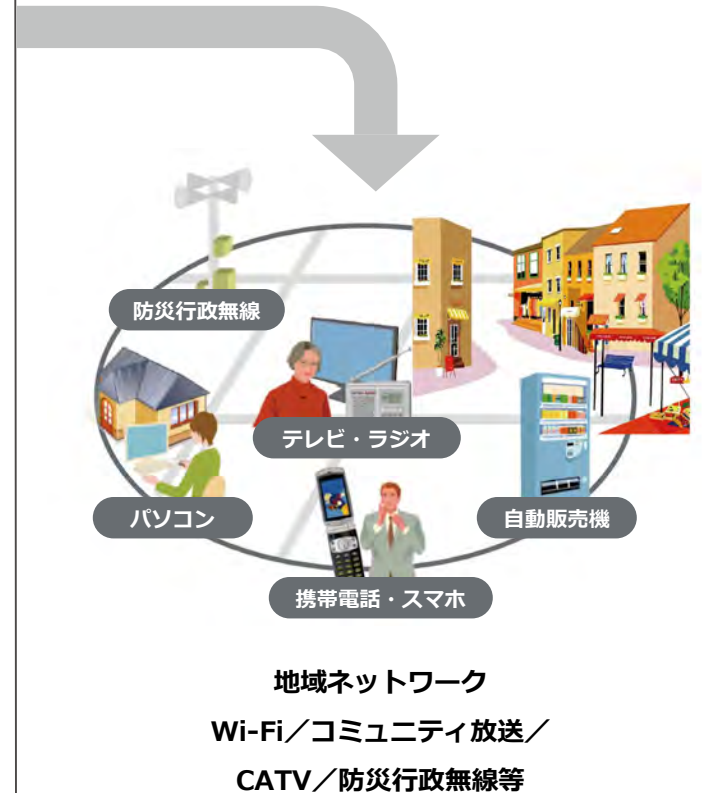 防災行政無線
テレビ・ラジオ
パソコン
自動販売機
携帯電話・スマホ
地域ネットワーク
Wi-Fi／コミュニティ放送／
CATV／防災行政無線等